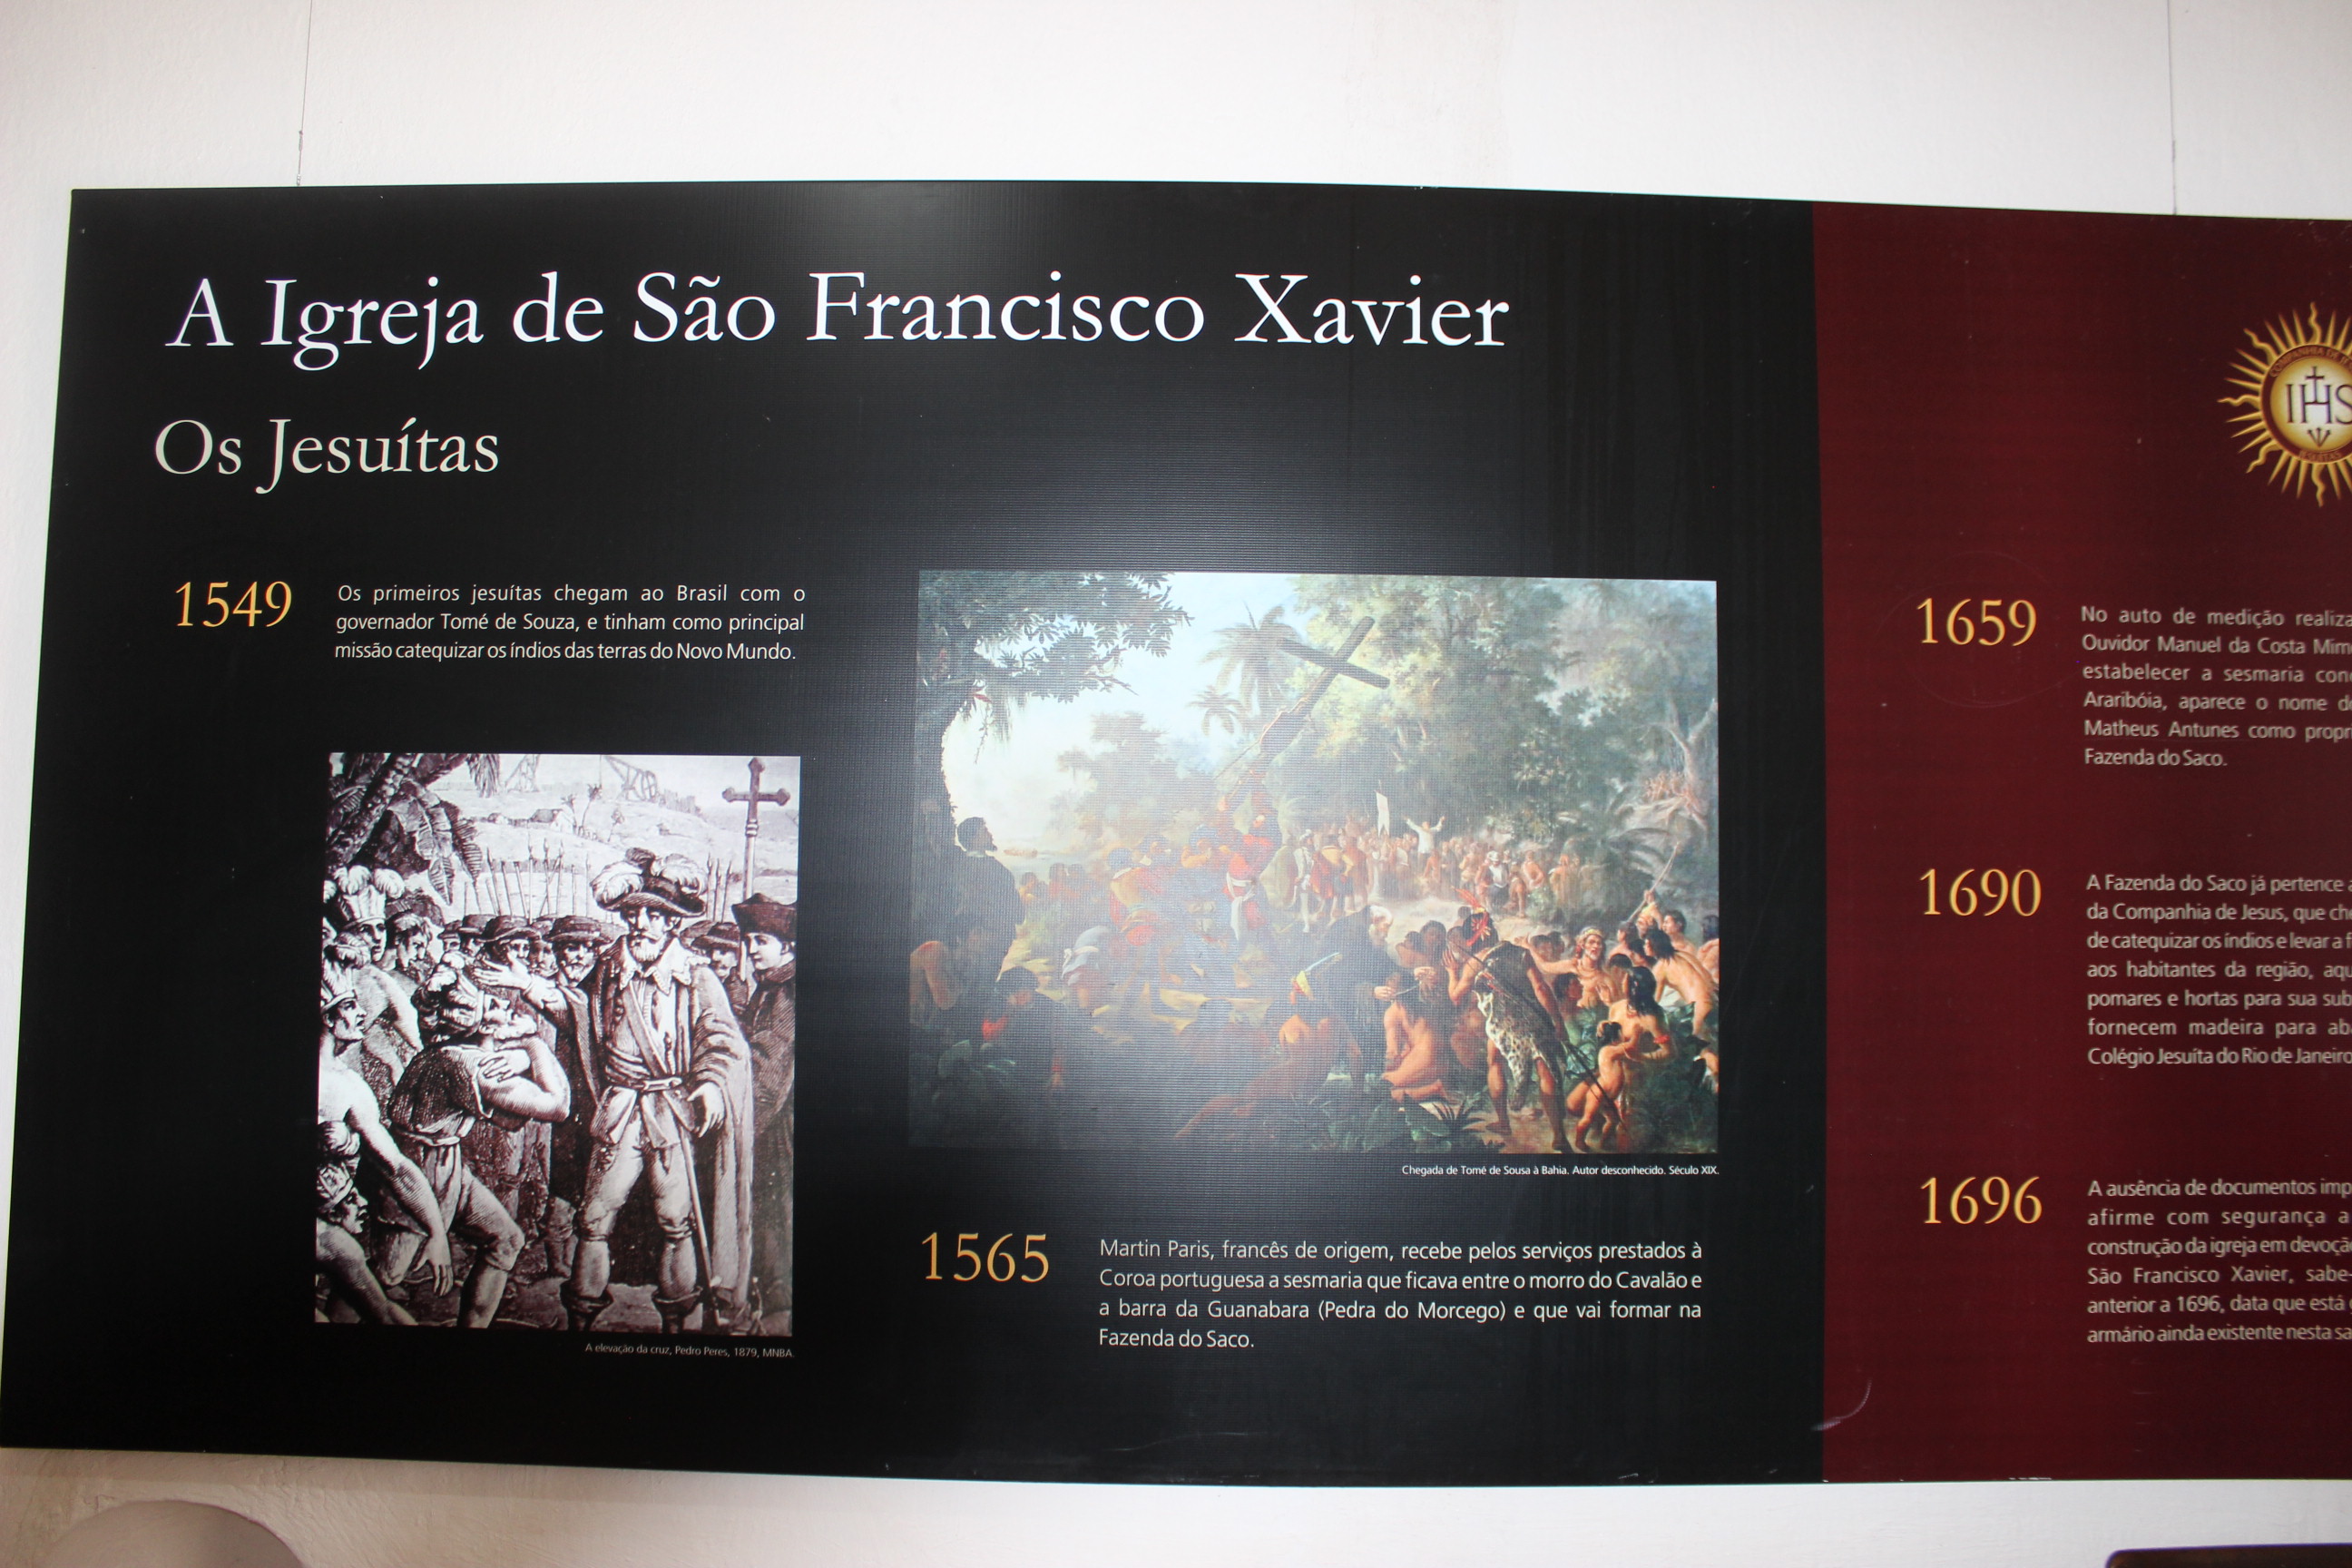 A Igreja de São Francisco Xavier
Os Jesuítas
1549
Os primeiros jesuítas chegam ao Brasil com o
governador Tomé de Souza, e tinham como principal
missão catequizar os índios das terras do Novo Mundo.
A elevação da cruz, Pedro Peres, 1879, MNBA.
Chegada de Tomé de Sousa à Bahia. Autor desconhecido. Século XIX.
1565
Martin Paris, francês de origem, recebe pelos serviços prestados à
Coroa portuguesa a sesmaria que ficava entre o morro do Cavalão e
a barra da Guanabara (Pedra do Morcego) e que vai formar na
Fazenda do Saco.
COMPANHIA DE
IHS
JESUÍTAS
1659
No auto de medição
Ouvidor Manuel da Costa
estabelecer a sesmaria
Araribóia, aparece o nome
Matheus Antunes como
Fazenda do Saco.
1690
A Fazenda do Saco já pertence
da Companhia de Jesus, que
de catequizar os índios e levar a
aos habitantes da região,
pomares e hortas para sua
fornecem madeira para
Colégio Jesuíta do Rio de Janeiro
1696
A ausência de documentos
afirme com segurança a
construção da igreja em
São Francisco Xavier,
anterior a 1696, data que está
armário ainda existente nesta